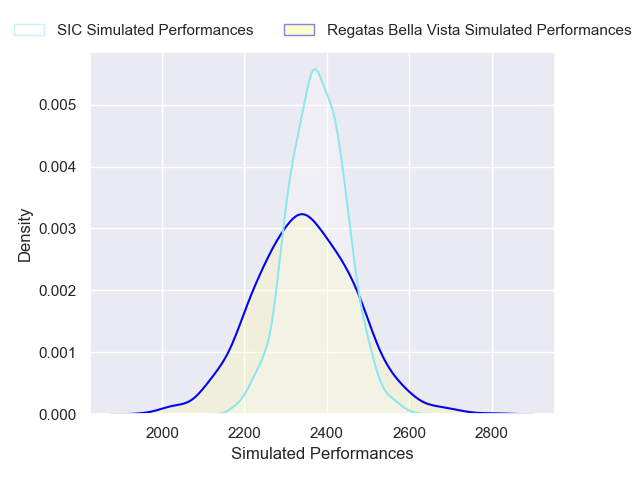 SIC Simulated Performances
Regatas Bella Vista Simulated Performances
0.005
0.004
0.003
0.002
0.001
0.000
Density
2000
2200
2400
2600
2800
Simulated Performances